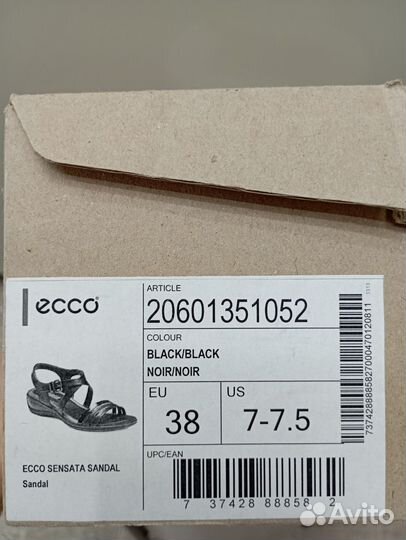 ecco
ARTICLE
20601351052
COLOUR
BLACK/BLACK
NOIR/NOIR
EU
38
US
7-7.5
ECCO SENSATA SANDAL
Sandal
UPC/EAN
7 37428 88858 2
Avito